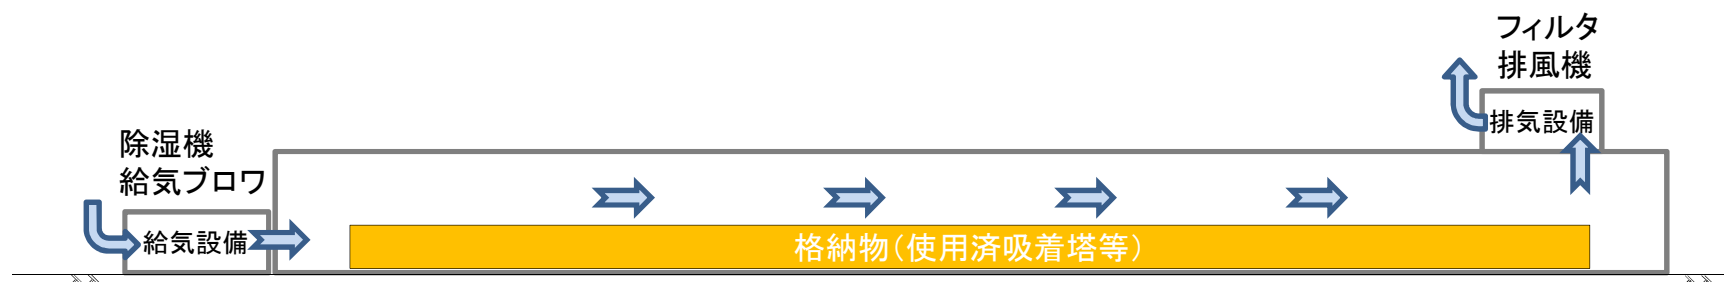 フィルタ
排風機
排気設備
除湿機
給気ブロワ
給気設備
格納物(使用済吸着塔等)